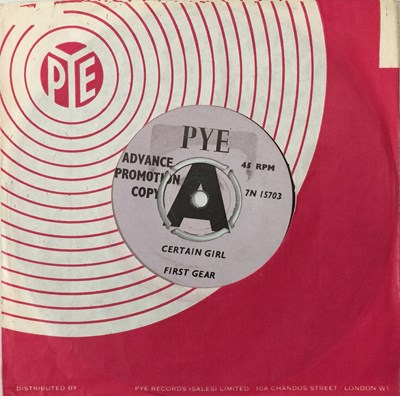 PYE
PYE
ADVANCE
PROMOTION
COPY
45 RPM
7N 15703
A
CERTAIN GIRL
FIRST GEAR
DISTRIBUTED BY PYE RECORDS (SALES) LIMITED · 10A CHANDOS STREET · LONDON W1